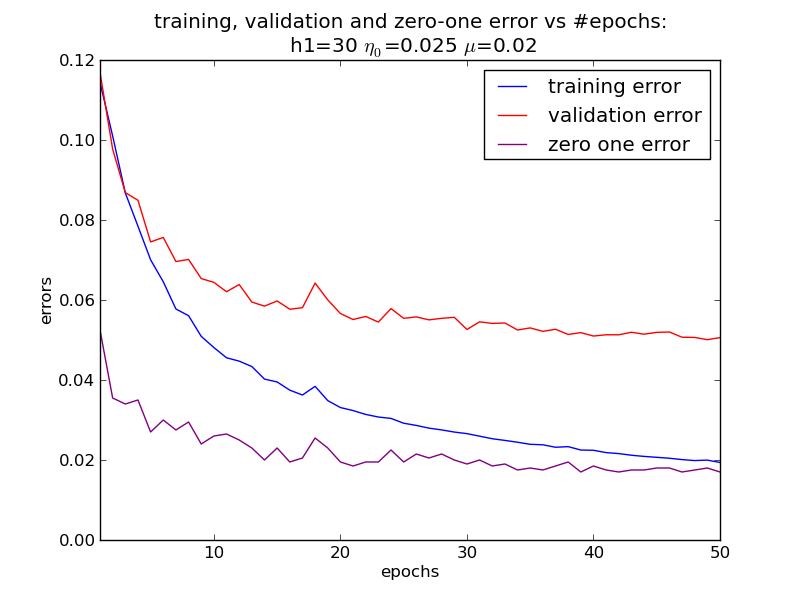 training, validation and zero-one error vs #epochs:
h1=30 η₀=0.025 μ=0.02
0.12
0.10
0.08
0.06
0.04
0.02
0.00
errors
training error
validation error
zero one error
10
20
30
40
50
epochs